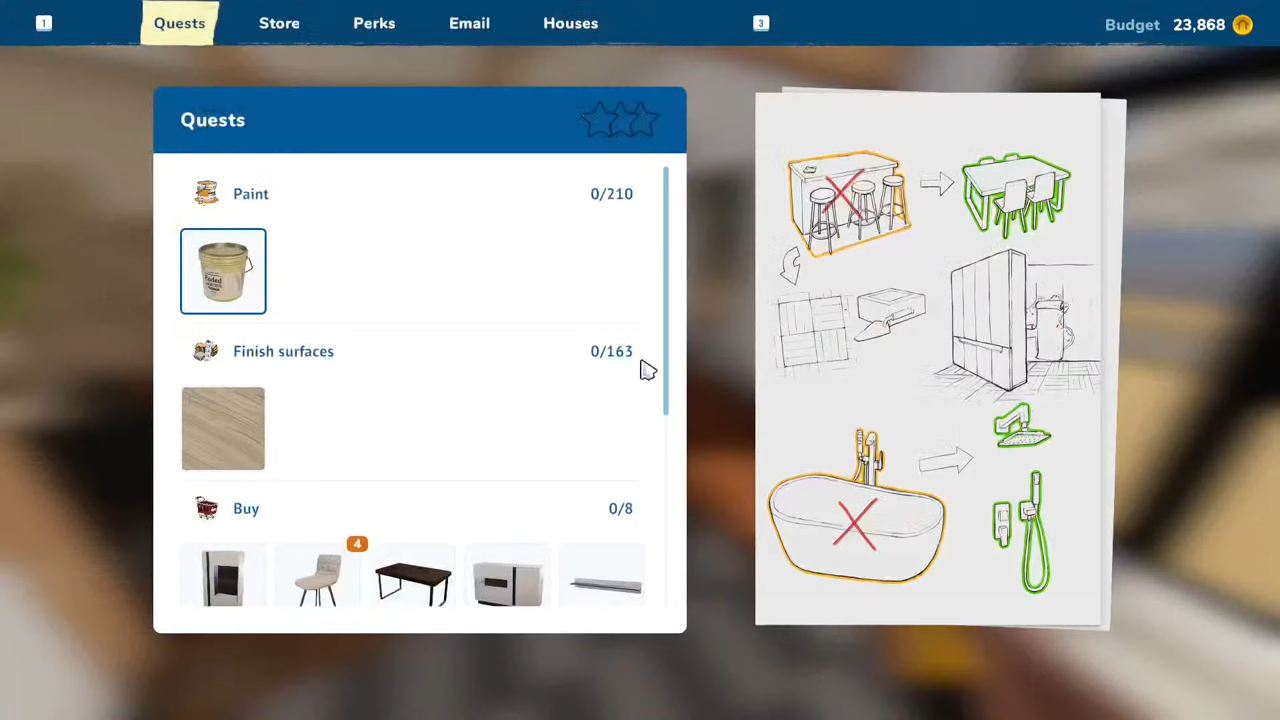 1 Quests Store Perks Email Houses 3 Budget 23,868
Quests
Paint 0/210
Finish surfaces 0/163
Buy 0/8
4